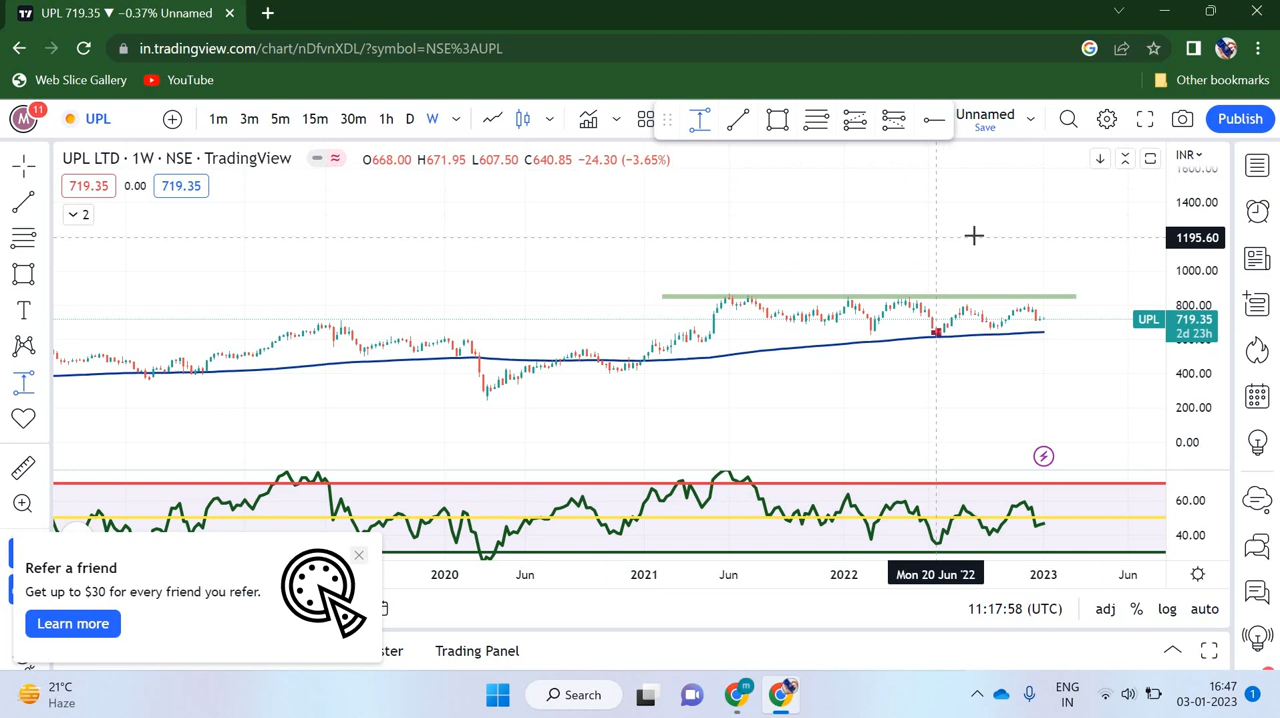 UPL 719.35 ▼ −0.37% Unnamed
in.tradingview.com/chart/nDfvnXDL/?symbol=NSE%3AUPL
Web Slice Gallery YouTube Other bookmarks
M 11 UPL 1m 3m 5m 15m 30m 1h D W Unnamed Save Publish
UPL LTD · 1W · NSE · TradingView O668.00 H671.95 L607.50 C640.85 −24.30 (−3.65%) INR
719.35 0.00 719.35
2
1600.00
1400.00
1195.60
1000.00
800.00
UPL 719.35
2d 23h
400.00
200.00
0.00
60.00
40.00
2020 Jun 2021 Jun 2022 Mon 20 Jun '22 2023 Jun
Refer a friend
Get up to $30 for every friend you refer.
Learn more
11:17:58 (UTC) adj % log auto
ster Trading Panel
21°C
Haze
Search
ENG
IN
16:47
03-01-2023
1